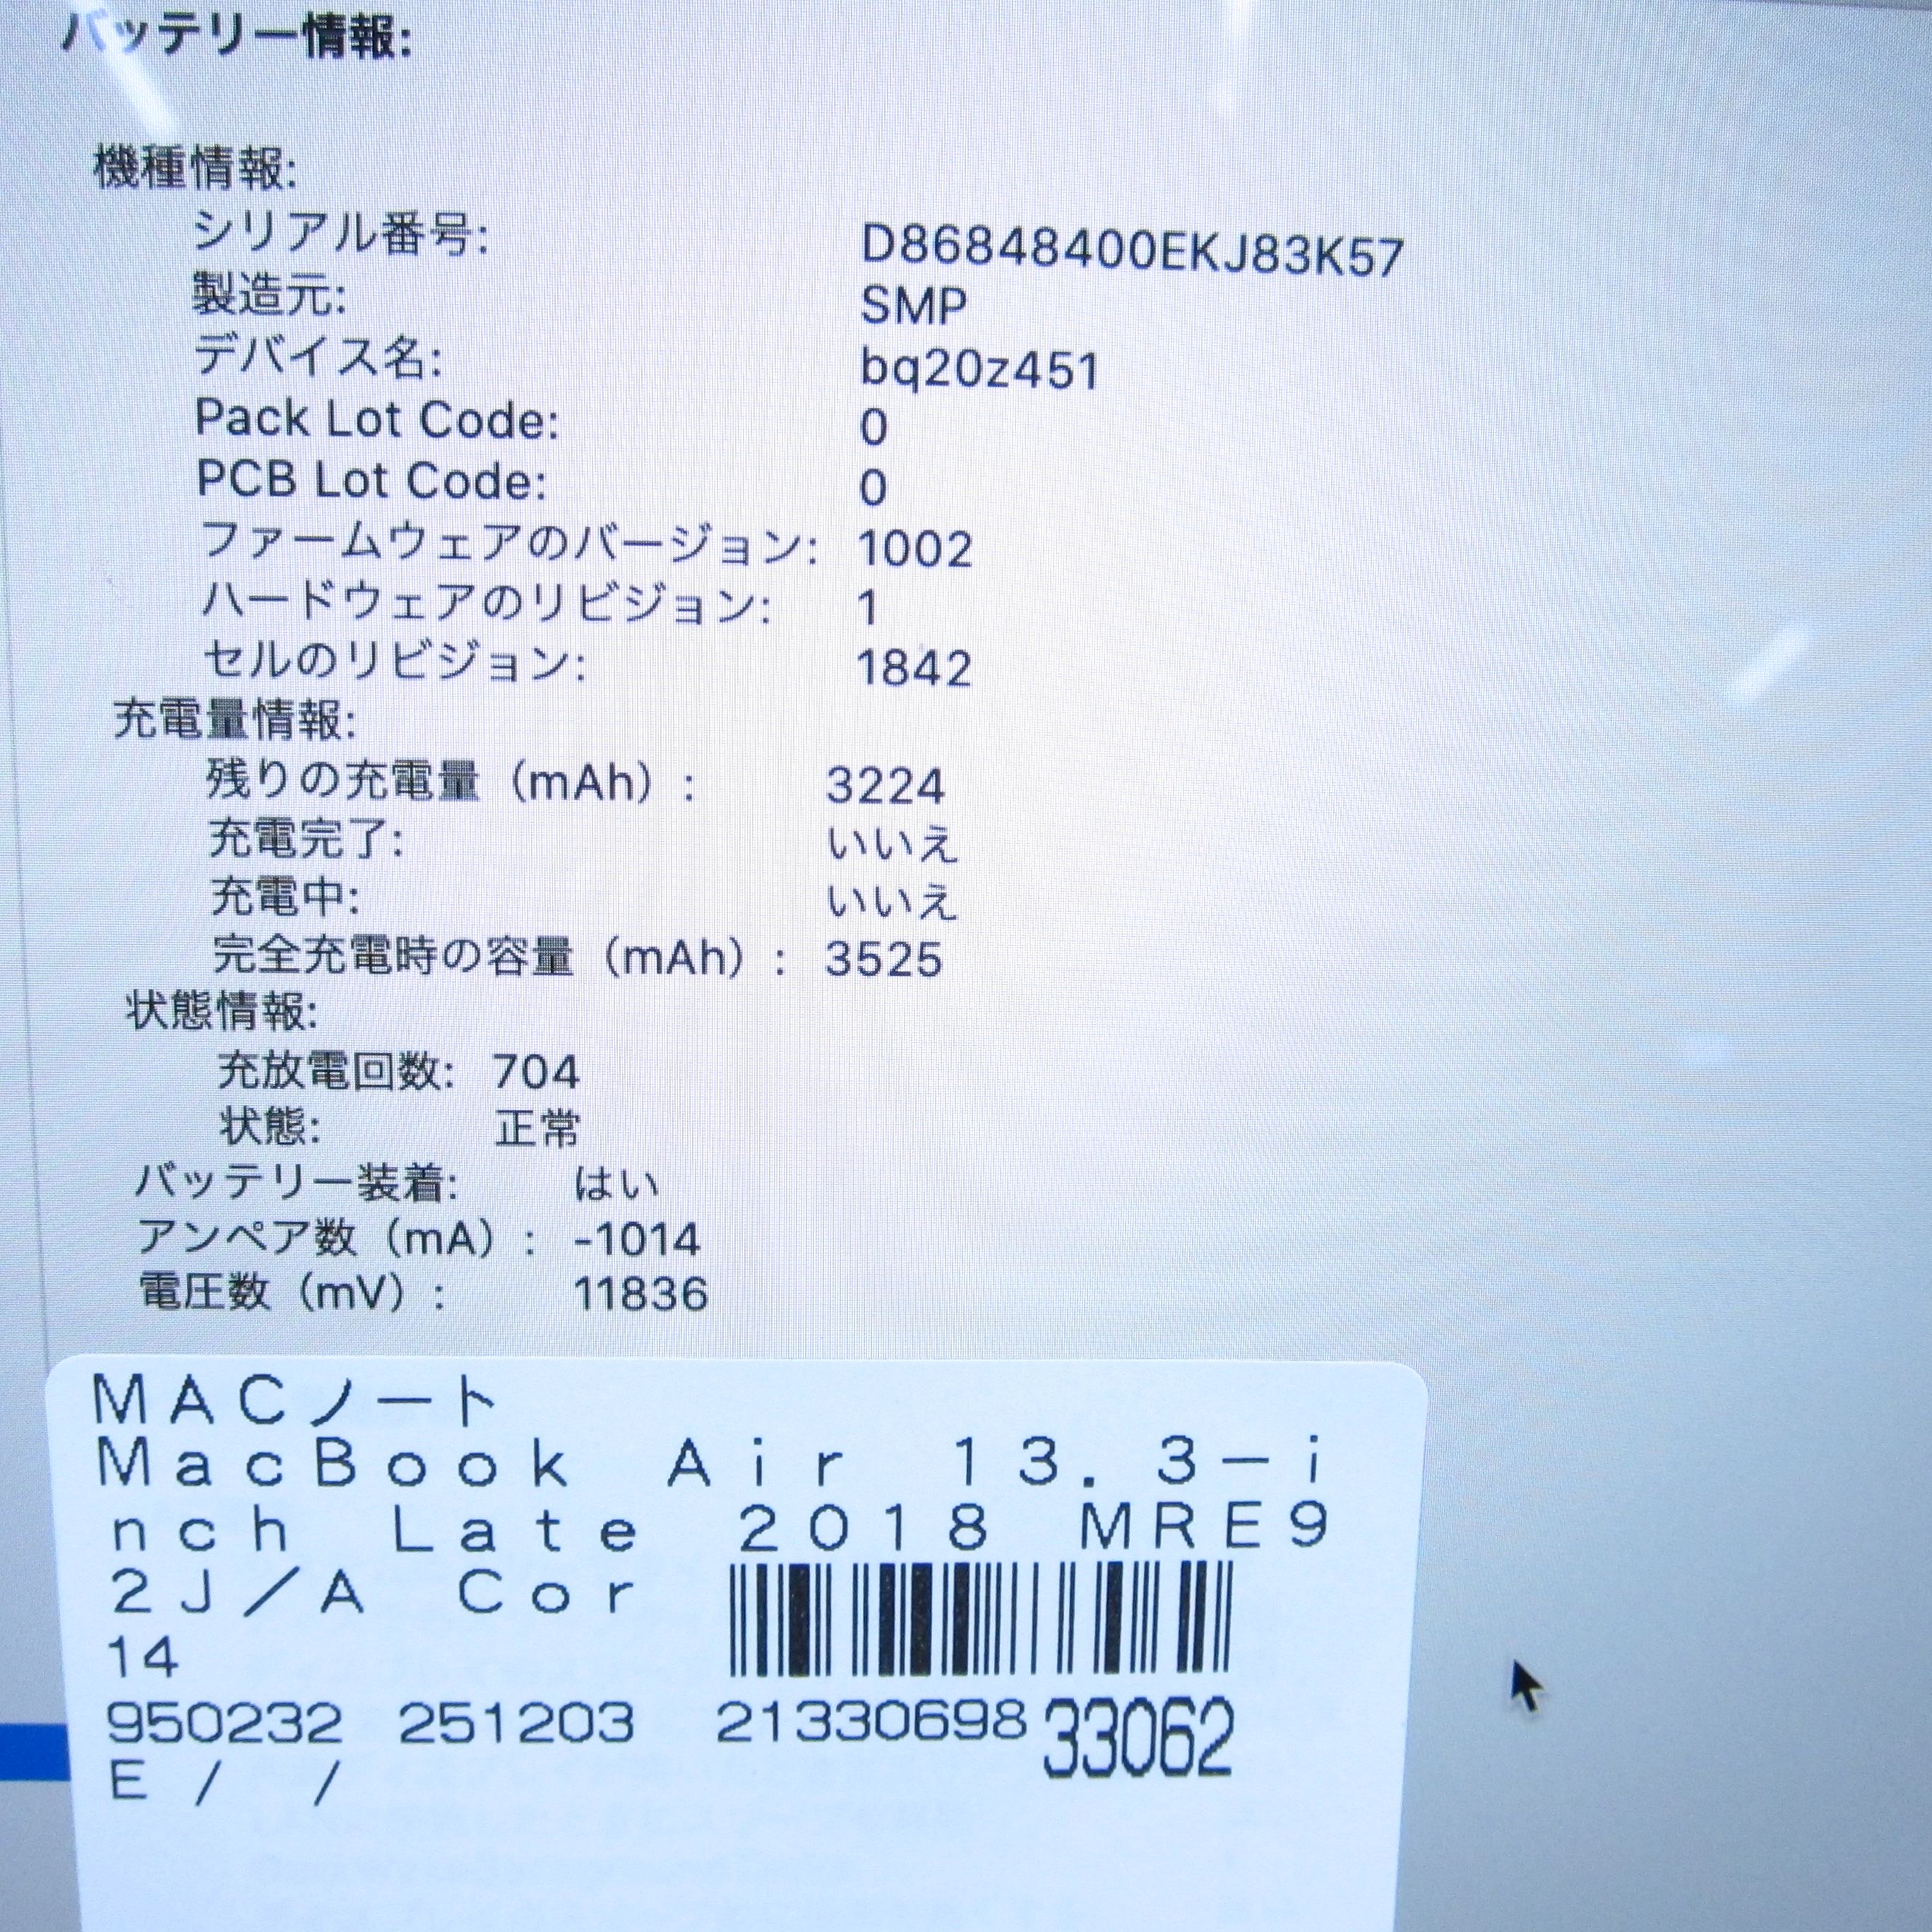 バッテリー情報:
機種情報:
シリアル番号: D86848400EKJ83K57
製造元: SMP
デバイス名: bq20z451
Pack Lot Code: 0
PCB Lot Code: 0
ファームウェアのバージョン: 1002
ハードウェアのリビジョン: 1
セルのリビジョン: 1842
充電量情報:
残りの充電量（mAh）: 3224
充電完了: いいえ
充電中: いいえ
完全充電時の容量（mAh）: 3525
状態情報:
充放電回数: 704
状態: 正常
バッテリー装着: はい
アンペア数（mA）: -1014
電圧数（mV）: 11836
ＭＡＣノート
ＭａｃＢｏｏｋ　Ａｉｒ　１３．３－ｉ
ｎｃｈ　Ｌａｔｅ　２０１８　ＭＲＥ９
２Ｊ／Ａ　Ｃｏｒ
14
950232 251203 21330698 33062
E / /